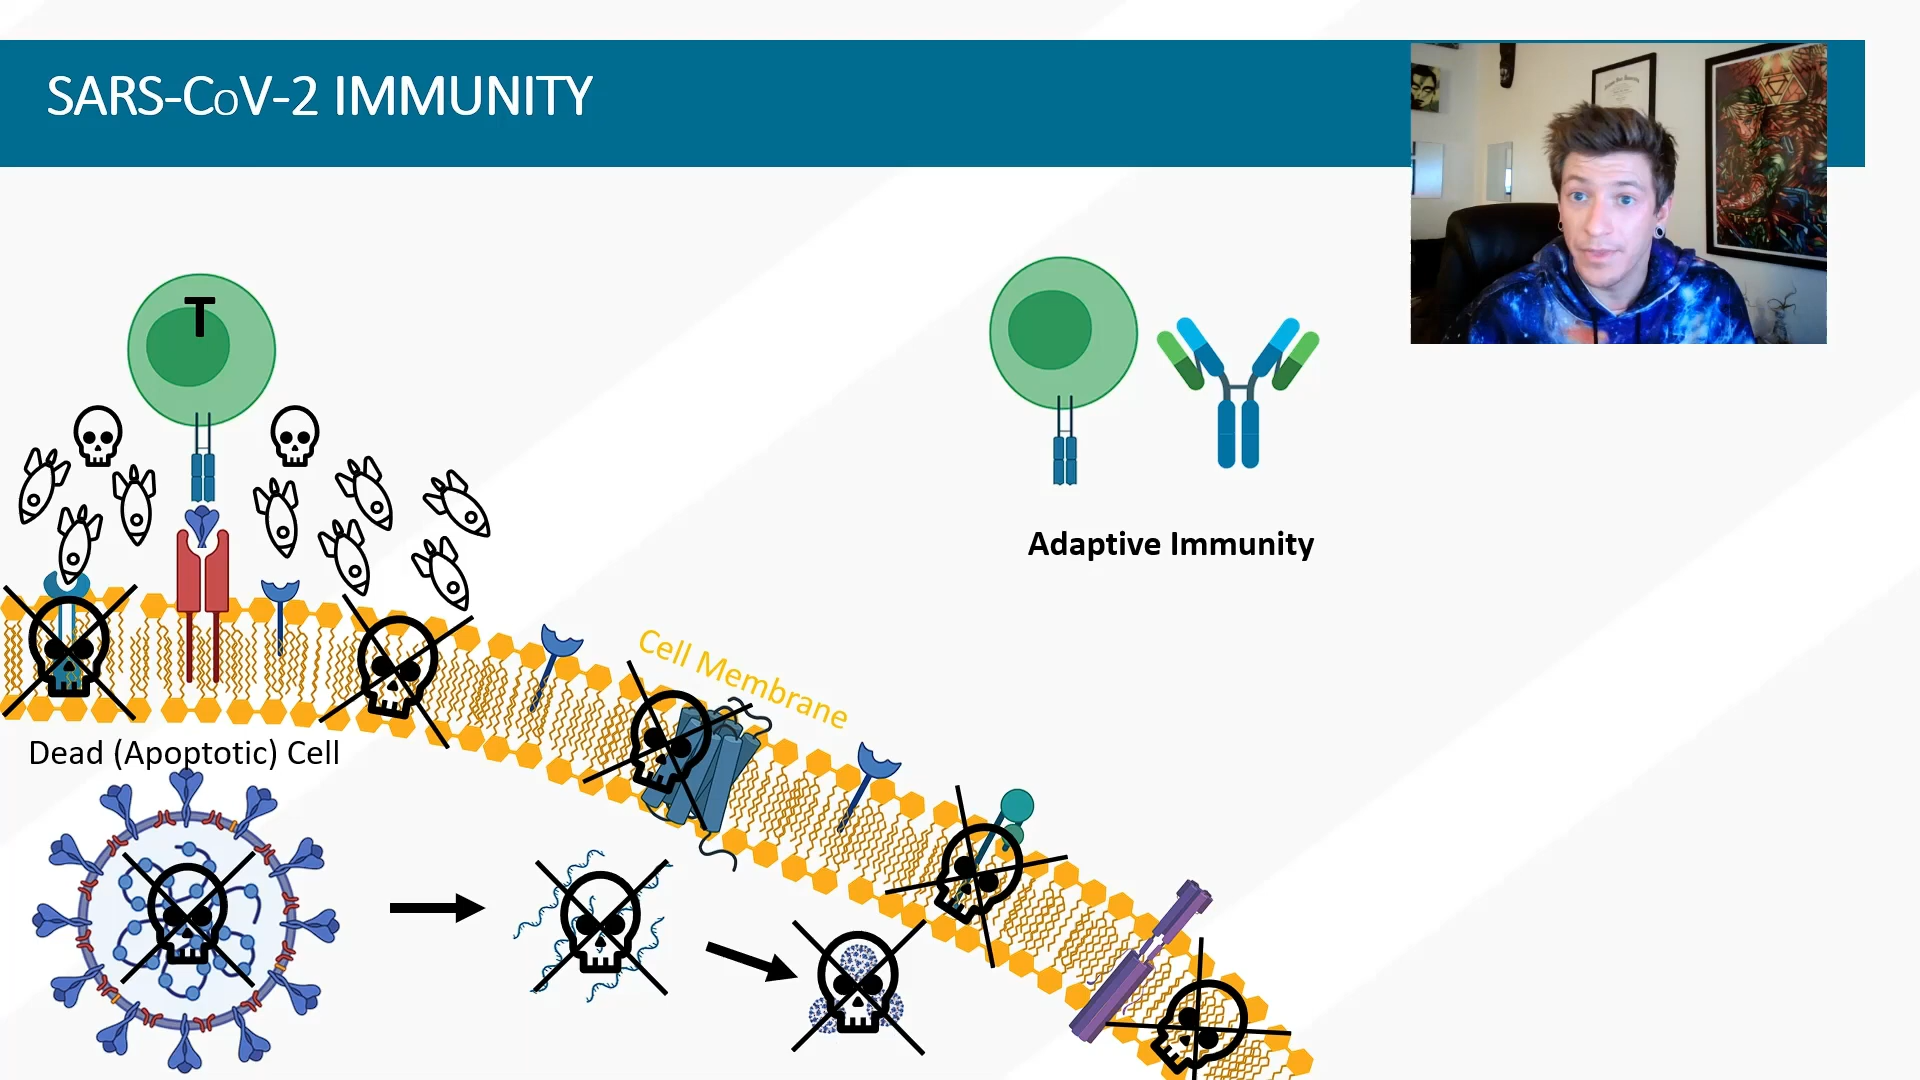 SARS-CoV-2 IMMUNITY
T
Adaptive Immunity
Cell Membrane
Dead (Apoptotic) Cell